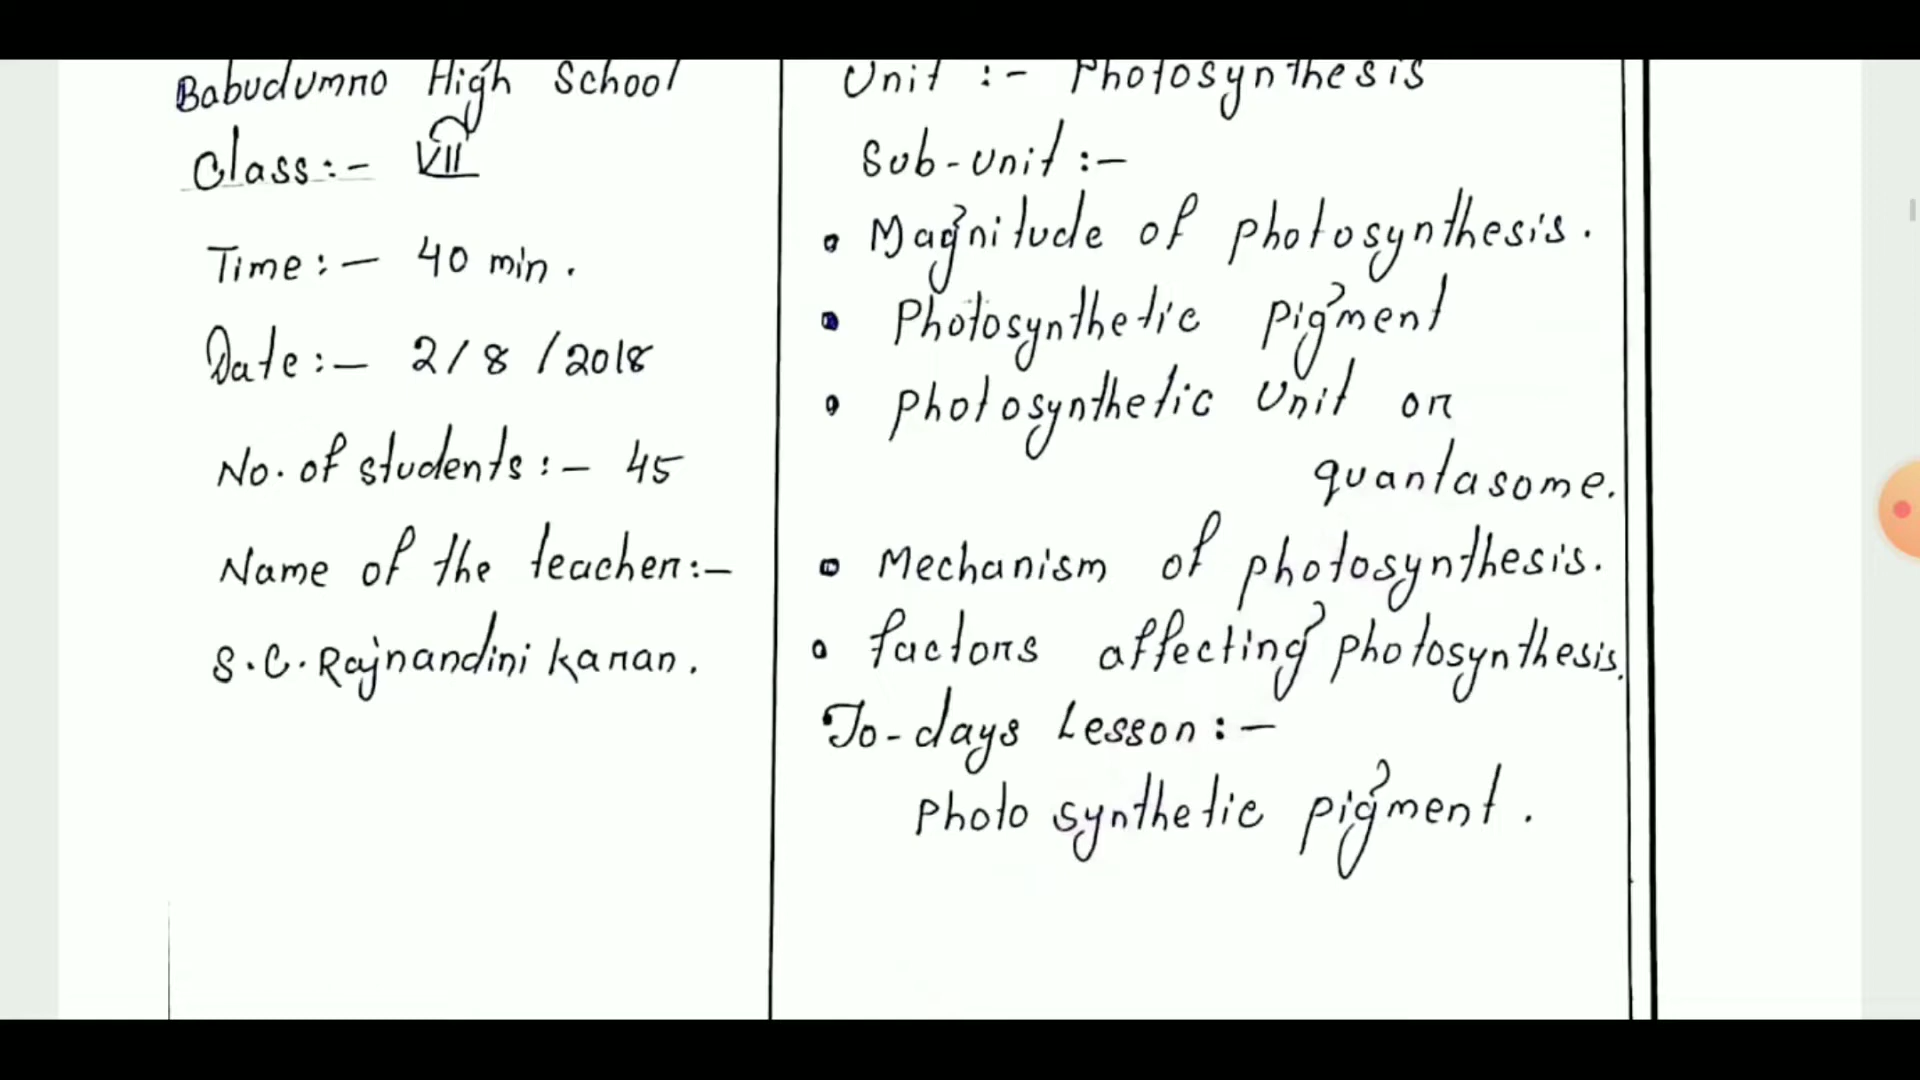 Babudumro High School
Class:- VII
Time:- 40 min.
Date:- 2/8/2018
No. of students:- 45
Name of the teacher:-
S.C. Rajnandini Karan.
Unit :- Photosynthesis
Sub-unit :-
• Magnitude of photosynthesis.
• Photosynthetic pigment
• Photosynthetic Unit or
quantasome.
• Mechanism of photosynthesis.
• factors affecting photosynthesis.
To-days Lesson:-
Photo synthetic pigment.